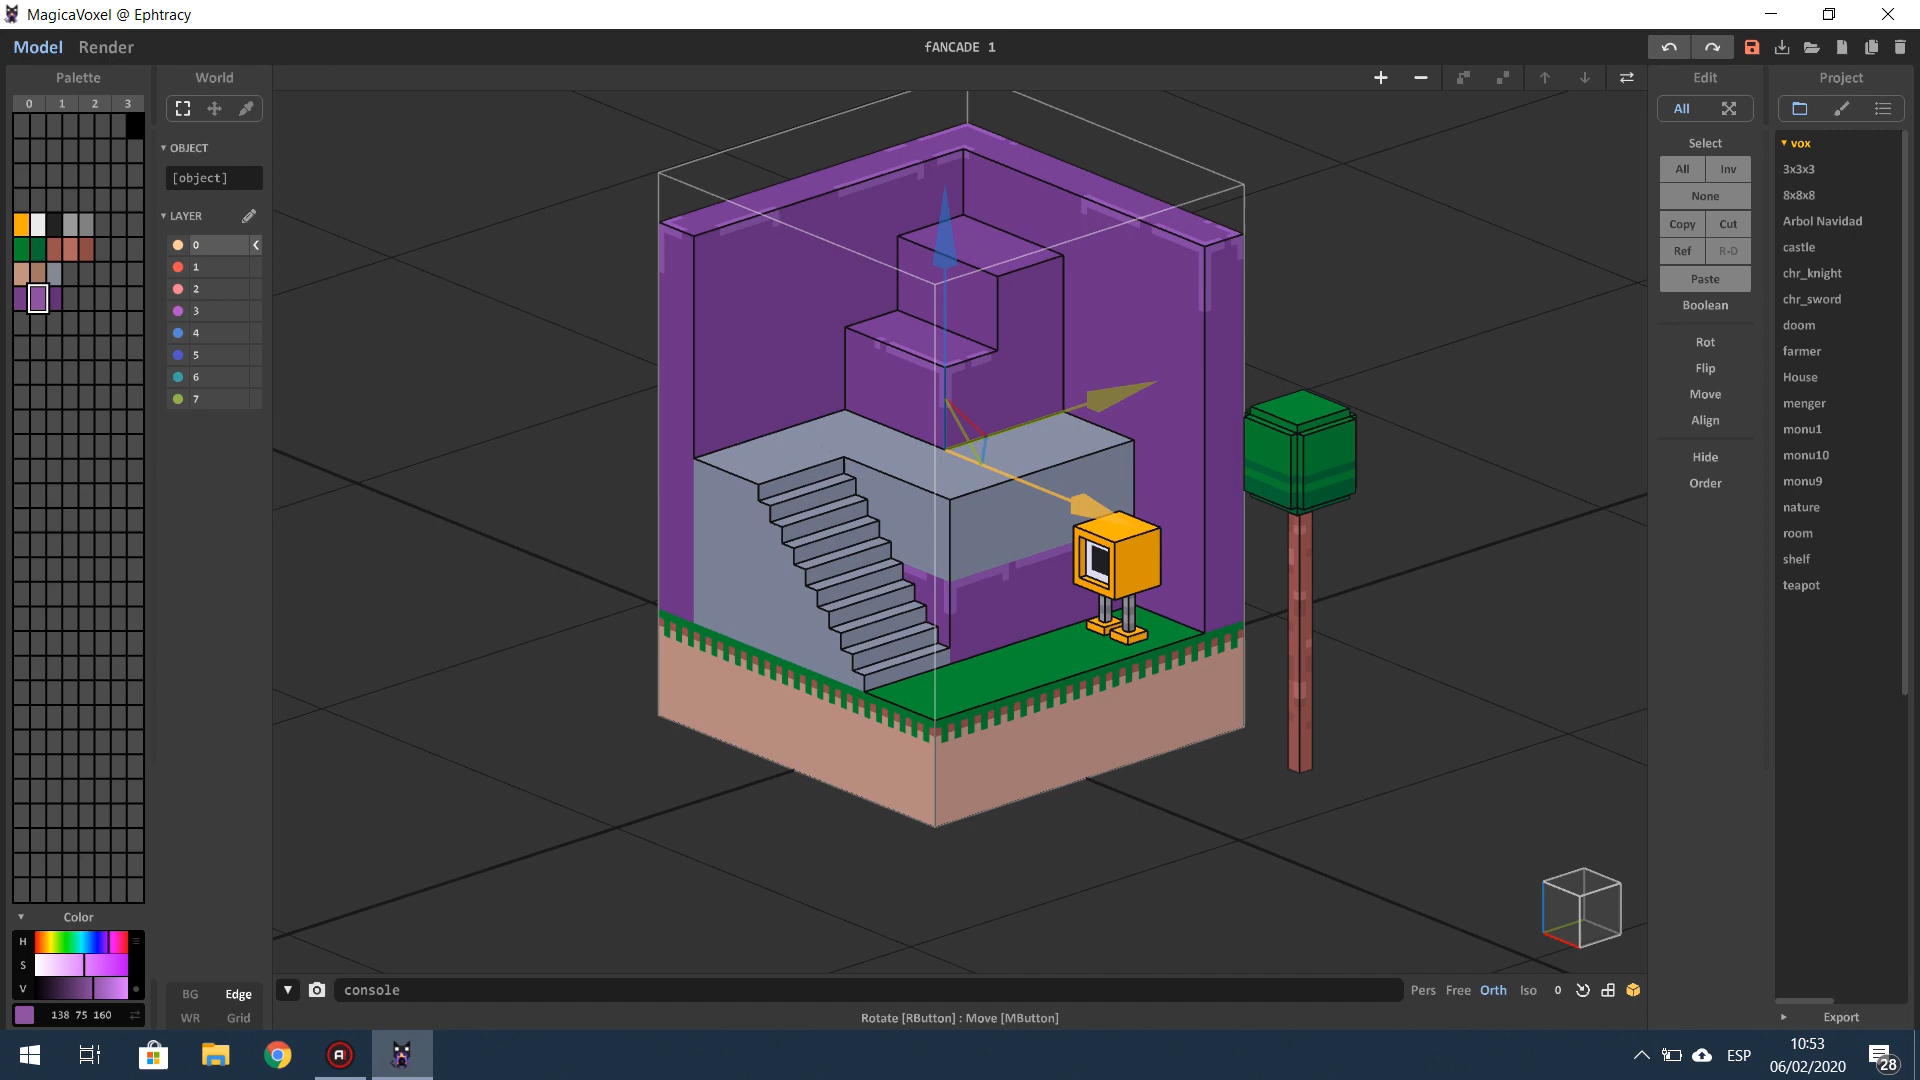 MagicaVoxel @ Ephtracy
Model Render
fANCADE 1
Palette
World
Edit
Project
0 1 2 3
All
OBJECT
[object]
LAYER
0
1
2
3
4
5
6
7
Select
All Inv
None
Copy Cut
Ref R-D
Paste
Boolean
Rot
Flip
Move
Align
Hide
Order
vox
3x3x3
8x8x8
Arbol Navidad
castle
chr_knight
chr_sword
doom
farmer
House
menger
monu1
monu10
monu9
nature
room
shelf
teapot
Color
H
S
V
138 75 160
BG Edge
WR Grid
console
Pers Free Orth Iso 0
Rotate [RButton] : Move [MButton]
Export
ESP
10:53
06/02/2020
28